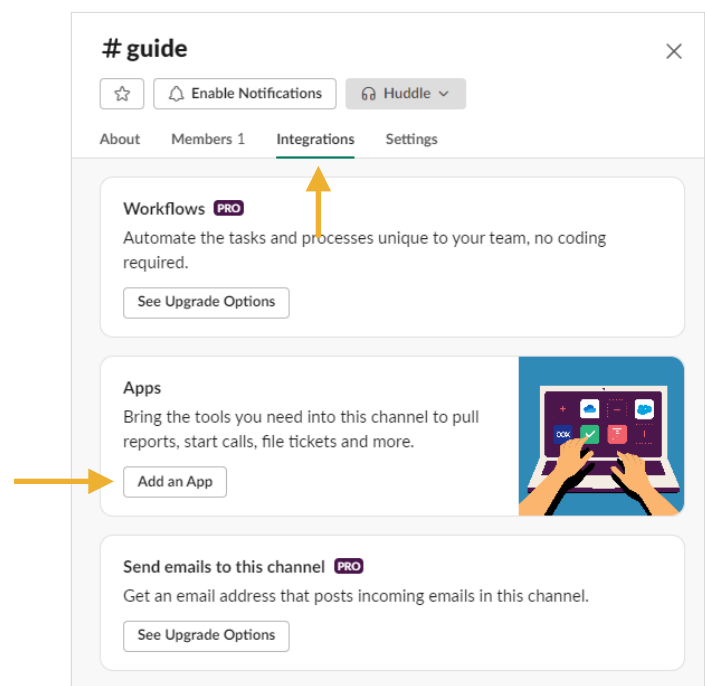 # guide
Enable Notifications
Huddle
About Members 1 Integrations Settings
Workflows PRO
Automate the tasks and processes unique to your team, no coding
required.
See Upgrade Options
Apps
Bring the tools you need into this channel to pull
reports, start calls, file tickets and more.
Add an App
Send emails to this channel PRO
Get an email address that posts incoming emails in this channel.
See Upgrade Options